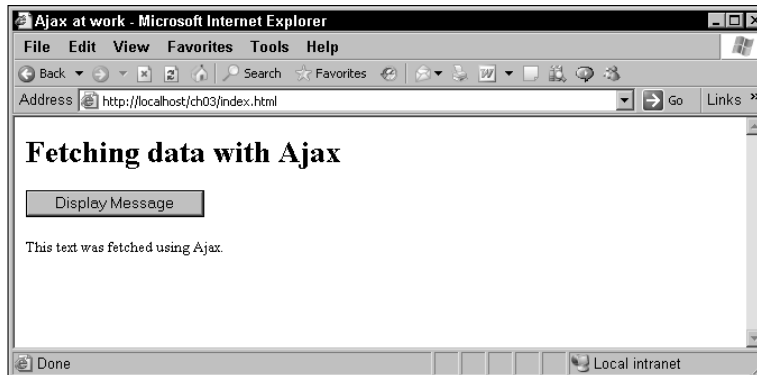 Ajax at work - Microsoft Internet Explorer
File Edit View Favorites Tools Help
Back Search Favorites
Address http://localhost/ch03/index.html Go Links »
Fetching data with Ajax
Display Message
This text was fetched using Ajax.
Done Local intranet